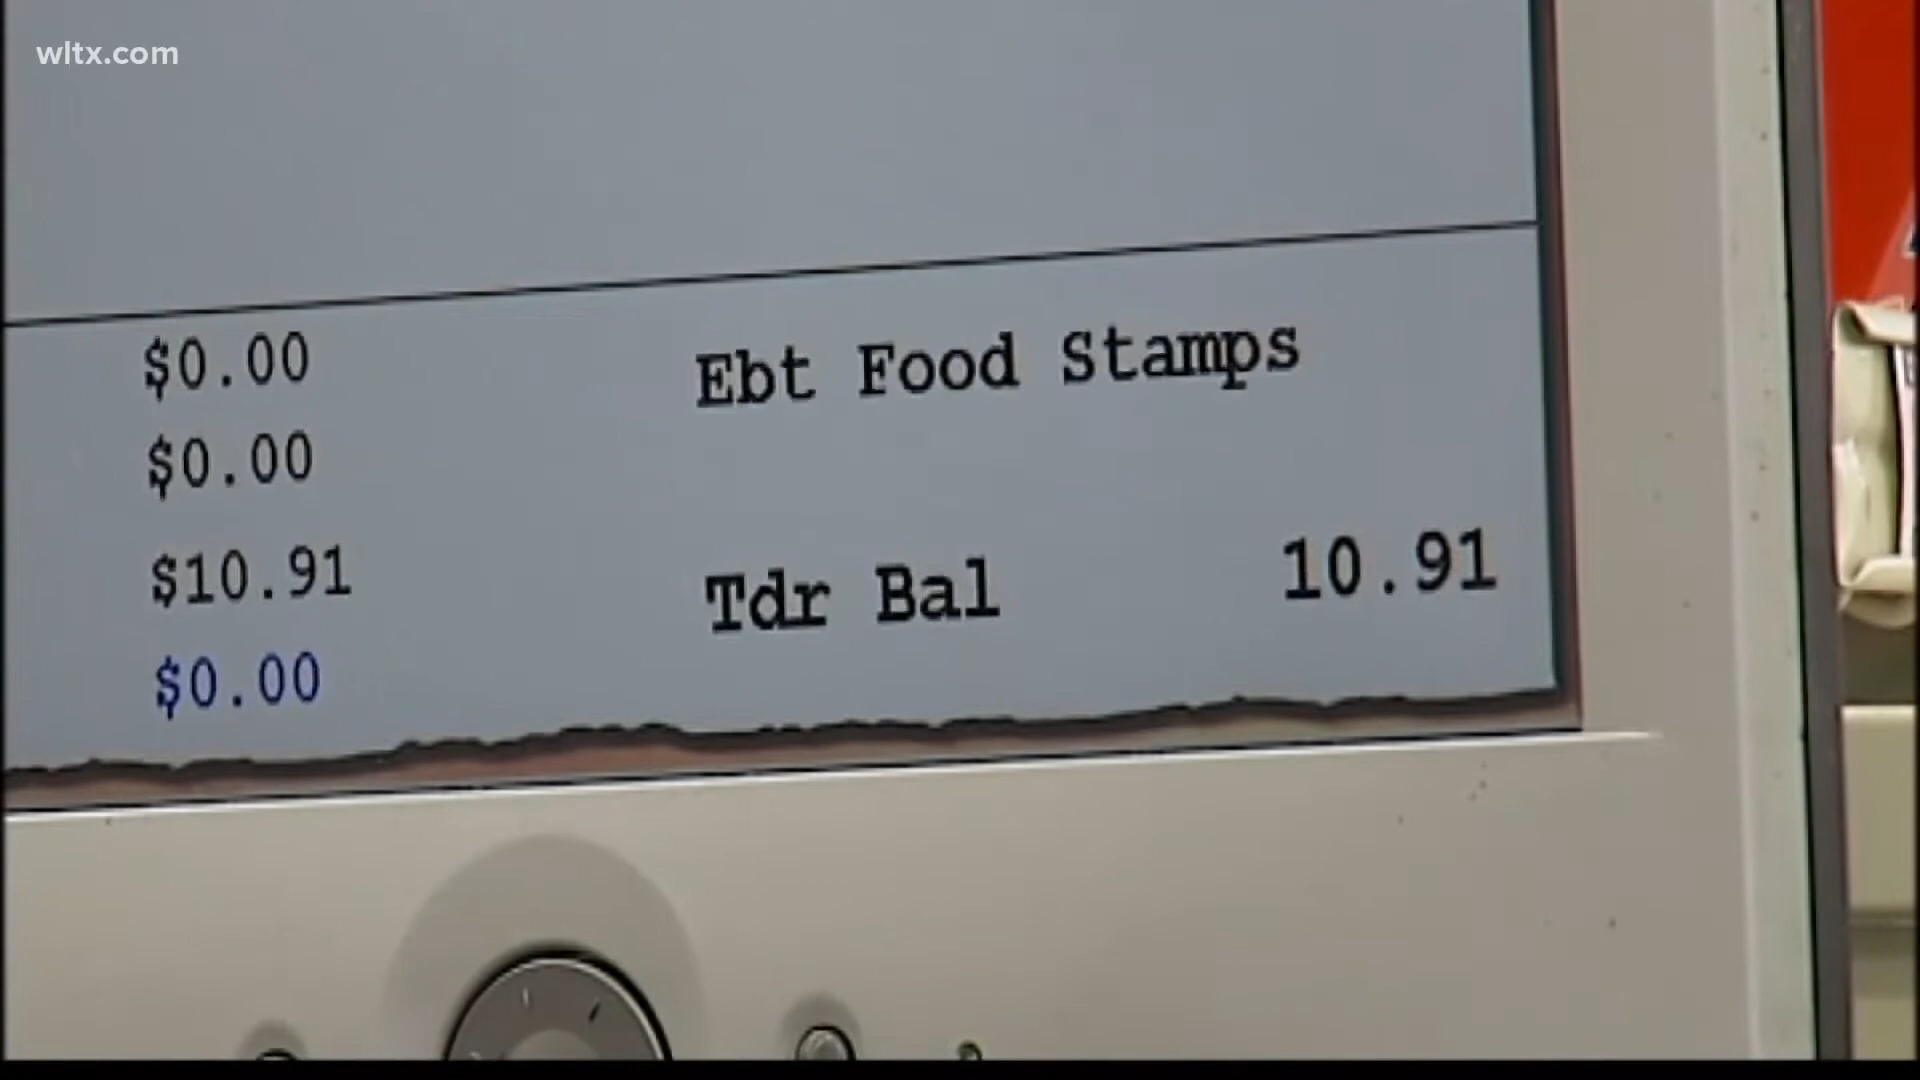 wltx.com
$0.00 Ebt Food Stamps
$0.00
$10.91 Tdr Bal 10.91
$0.00